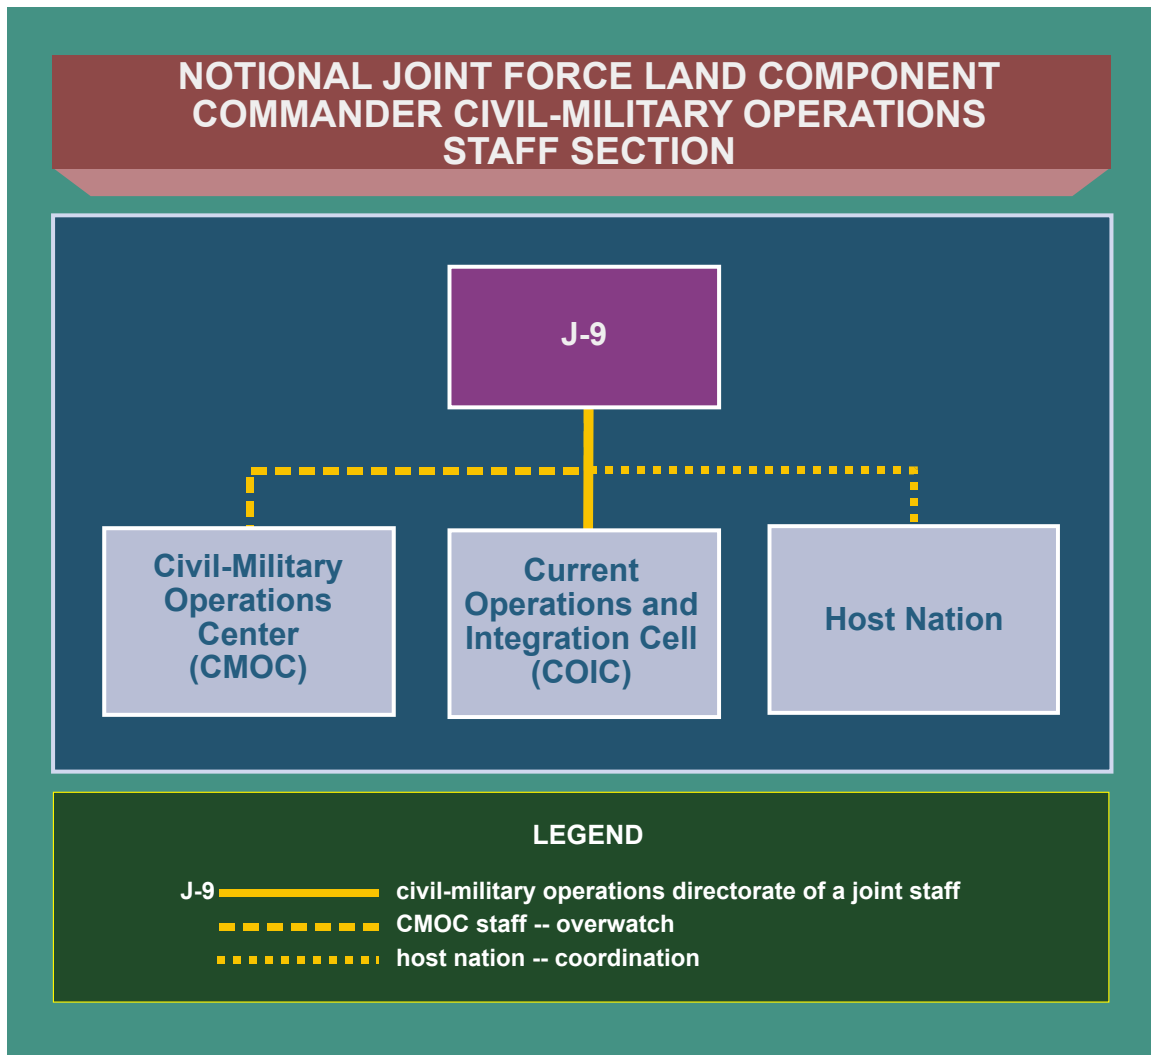 NOTIONAL JOINT FORCE LAND COMPONENT
COMMANDER CIVIL-MILITARY OPERATIONS
STAFF SECTION
J-9
Civil-Military
Operations
Center
(CMOC)
Current
Operations and
Integration Cell
(COIC)
Host Nation
LEGEND
J-9 civil-military operations directorate of a joint staff
CMOC staff -- overwatch
host nation -- coordination